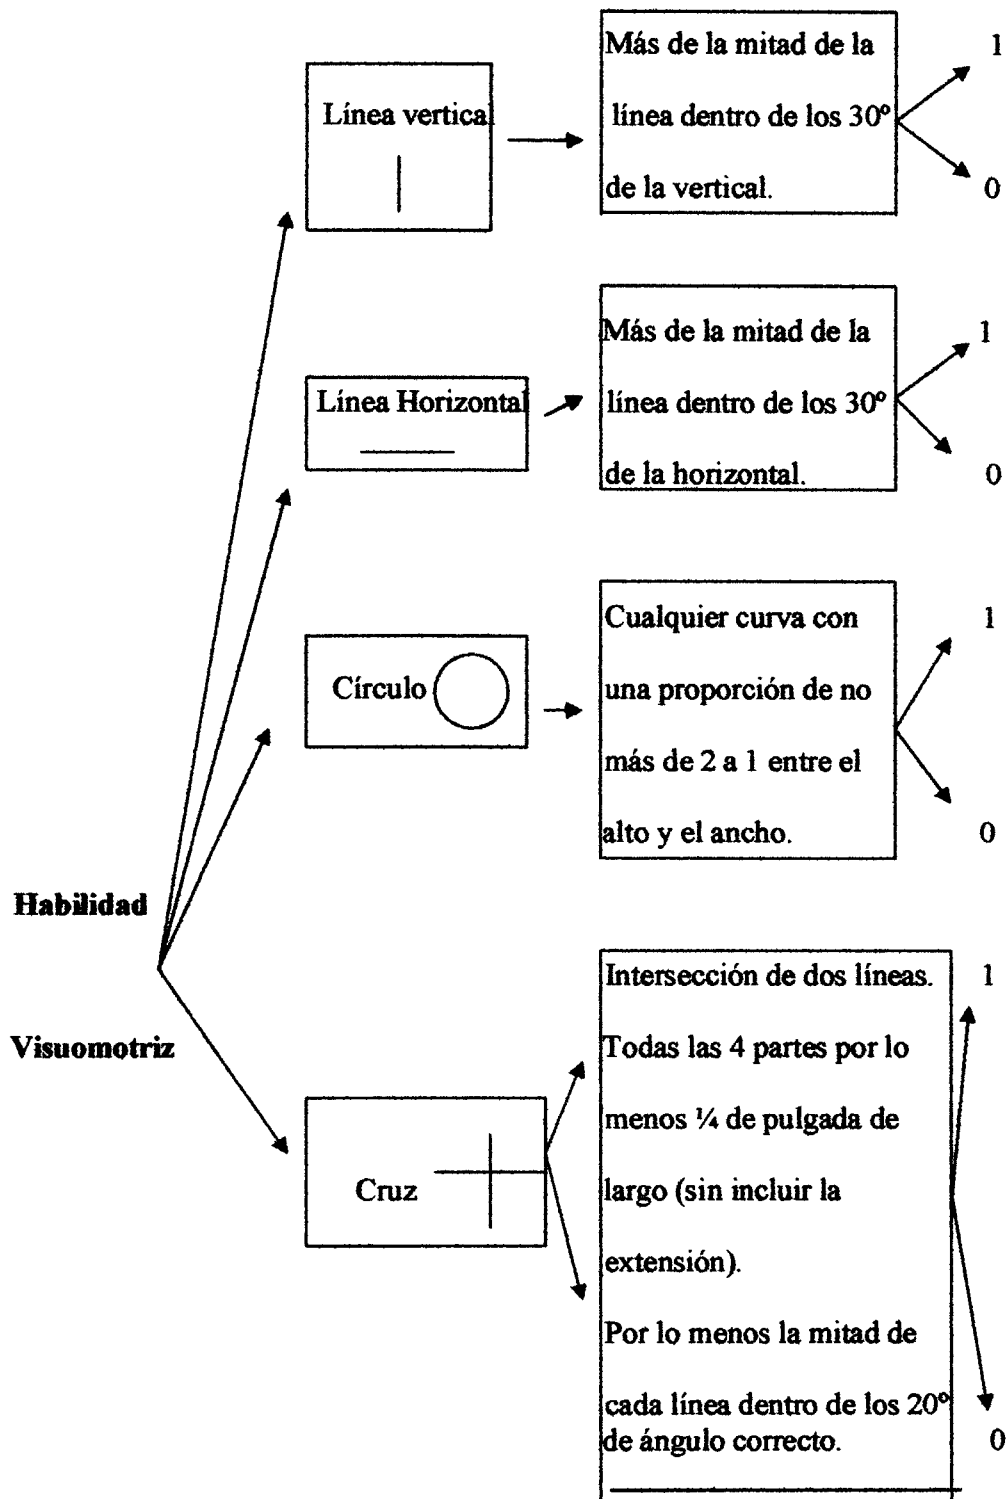 Línea vertical
Más de la mitad de la
línea dentro de los 30º
de la vertical.
1
0
Línea Horizontal
Más de la mitad de la
línea dentro de los 30º
de la horizontal.
1
0
Círculo
Cualquier curva con
una proporción de no
más de 2 a 1 entre el
alto y el ancho.
1
0
Habilidad
Visuomotriz
Cruz
Intersección de dos líneas.
Todas las 4 partes por lo
menos ¼ de pulgada de
largo (sin incluir la
extensión).
Por lo menos la mitad de
cada línea dentro de los 20º
de ángulo correcto.
1
0